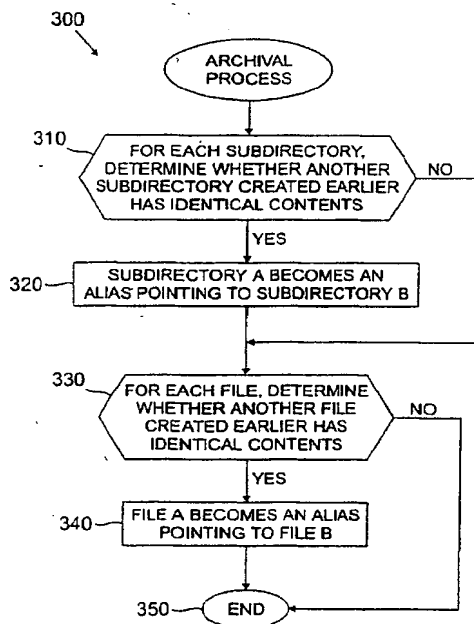 300
ARCHIVAL
PROCESS
310
FOR EACH SUBDIRECTORY,
DETERMINE WHETHER ANOTHER
SUBDIRECTORY CREATED EARLIER
HAS IDENTICAL CONTENTS
NO
YES
320
SUBDIRECTORY A BECOMES AN
ALIAS POINTING TO SUBDIRECTORY B
330
FOR EACH FILE, DETERMINE
WHETHER ANOTHER FILE
CREATED EARLIER HAS
IDENTICAL CONTENTS
NO
YES
340
FILE A BECOMES AN ALIAS
POINTING TO FILE B
350
END